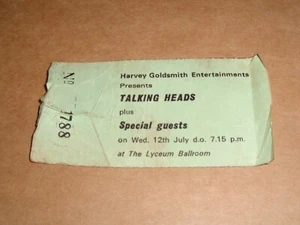 Harvey Goldsmith Entertainments
Presents
TALKING HEADS
plus
Special guests
on Wed. 12th July d.o. 7.15 p.m.
at The Lyceum Ballroom
No
1788